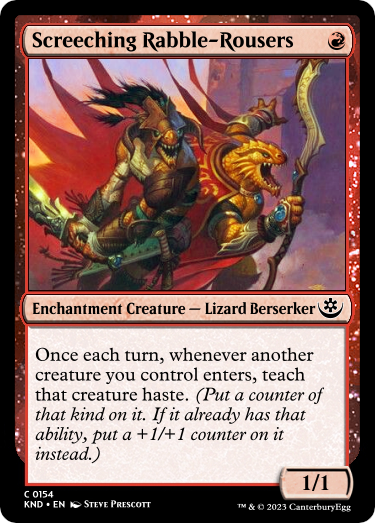 Screeching Rabble-Rousers
Enchantment Creature — Lizard Berserker
Once each turn, whenever another
creature you control enters, teach
that creature haste. (Put a counter of
that kind on it. If it already has that
ability, put a +1/+1 counter on it
instead.)
1/1
C 0154
KND • EN Steve Prescott
™ & © 2023 CanterburyEgg